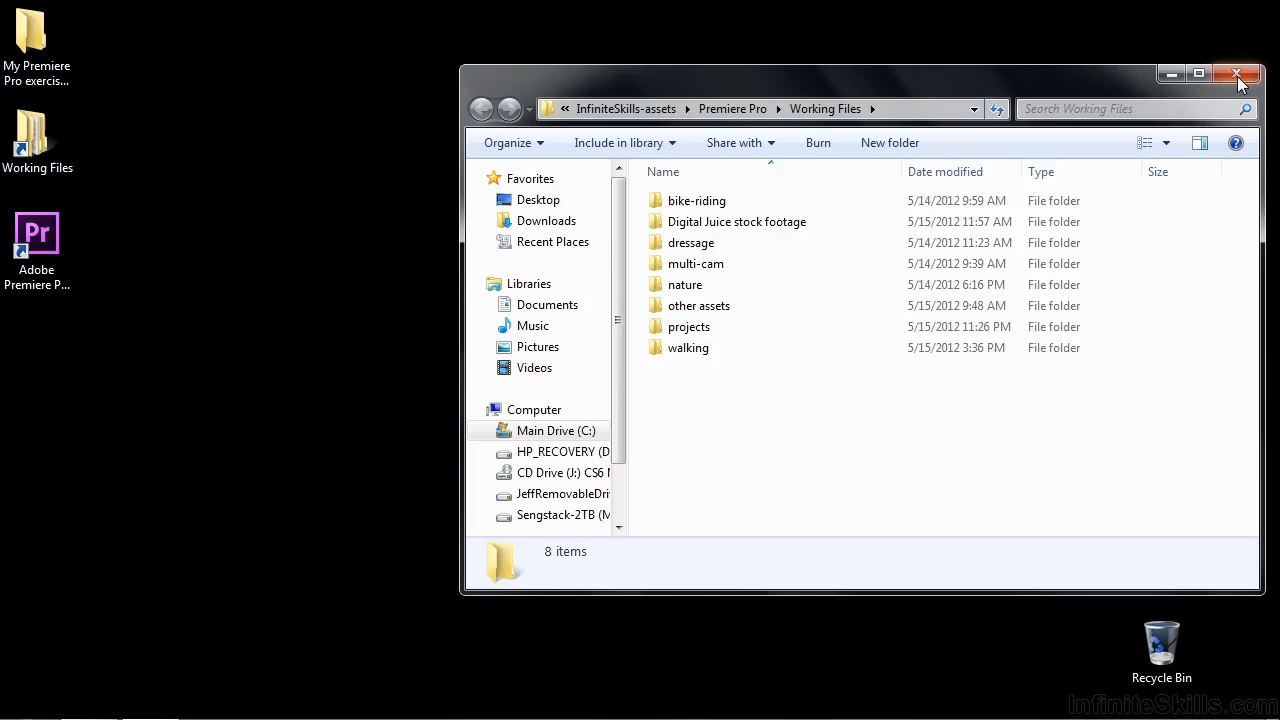 My Premiere
Pro exercis...
Working Files
Pr
Adobe
Premiere P...
« InfiniteSkills-assets ▸ Premiere Pro ▸ Working Files ▸
Search Working Files
Organize Include in library Share with Burn New folder
Name Date modified Type Size
Favorites
Desktop
Downloads
Recent Places
Libraries
Documents
Music
Pictures
Videos
Computer
Main Drive (C:)
HP_RECOVERY (D
CD Drive (J:) CS6 M
JeffRemovableDri
Sengstack-2TB (M
bike-riding 5/14/2012 9:59 AM File folder
Digital Juice stock footage 5/15/2012 11:57 AM File folder
dressage 5/14/2012 11:23 AM File folder
multi-cam 5/14/2012 9:39 AM File folder
nature 5/14/2012 6:16 PM File folder
other assets 5/15/2012 9:48 AM File folder
projects 5/15/2012 11:26 PM File folder
walking 5/15/2012 3:36 PM File folder
8 items
Recycle Bin
InfiniteSkills.com